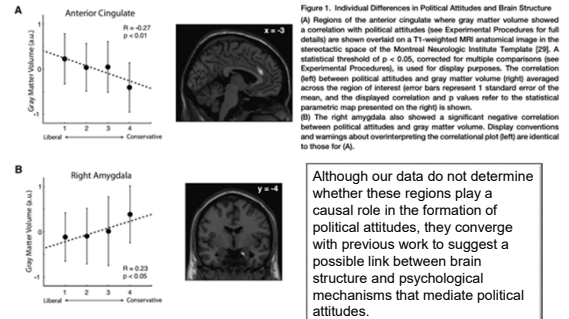 A
Anterior Cingulate
R = -0.27
p < 0.01
Gray Matter Volume (a.u.)
1
0
-1
1 2 3 4
Liberal Conservative
x = -3
Figure 1. Individual Differences in Political Attitudes and Brain Structure
(A) Regions of the anterior cingulate where gray matter volume showed
a correlation with political attitudes (see Experimental Procedures for full
details) are shown overlaid on a T1-weighted MRI anatomical image in the
stereotactic space of the Montreal Neurologic Institute Template [29]. A
statistical threshold of p < 0.05, corrected for multiple comparisons (see
Experimental Procedures), is used for display purposes. The correlation
(left) between political attitudes and gray matter volume (right) averaged
across the region of interest (error bars represent 1 standard error of the
mean, and the displayed correlation and p values refer to the statistical
parametric map presented on the right) is shown.
(B) The right amygdala also showed a significant negative correlation
between political attitudes and gray matter volume. Display conventions
and warnings about overinterpreting the correlational plot (left) are identical
to those for (A).
B
Right Amygdala
Gray Matter Volume (a.u.)
1
0
-1
R = 0.23
p < 0.05
1 2 3 4
Liberal Conservative
y = -4
Although our data do not determine
whether these regions play a
causal role in the formation of
political attitudes, they converge
with previous work to suggest a
possible link between brain
structure and psychological
mechanisms that mediate political
attitudes.